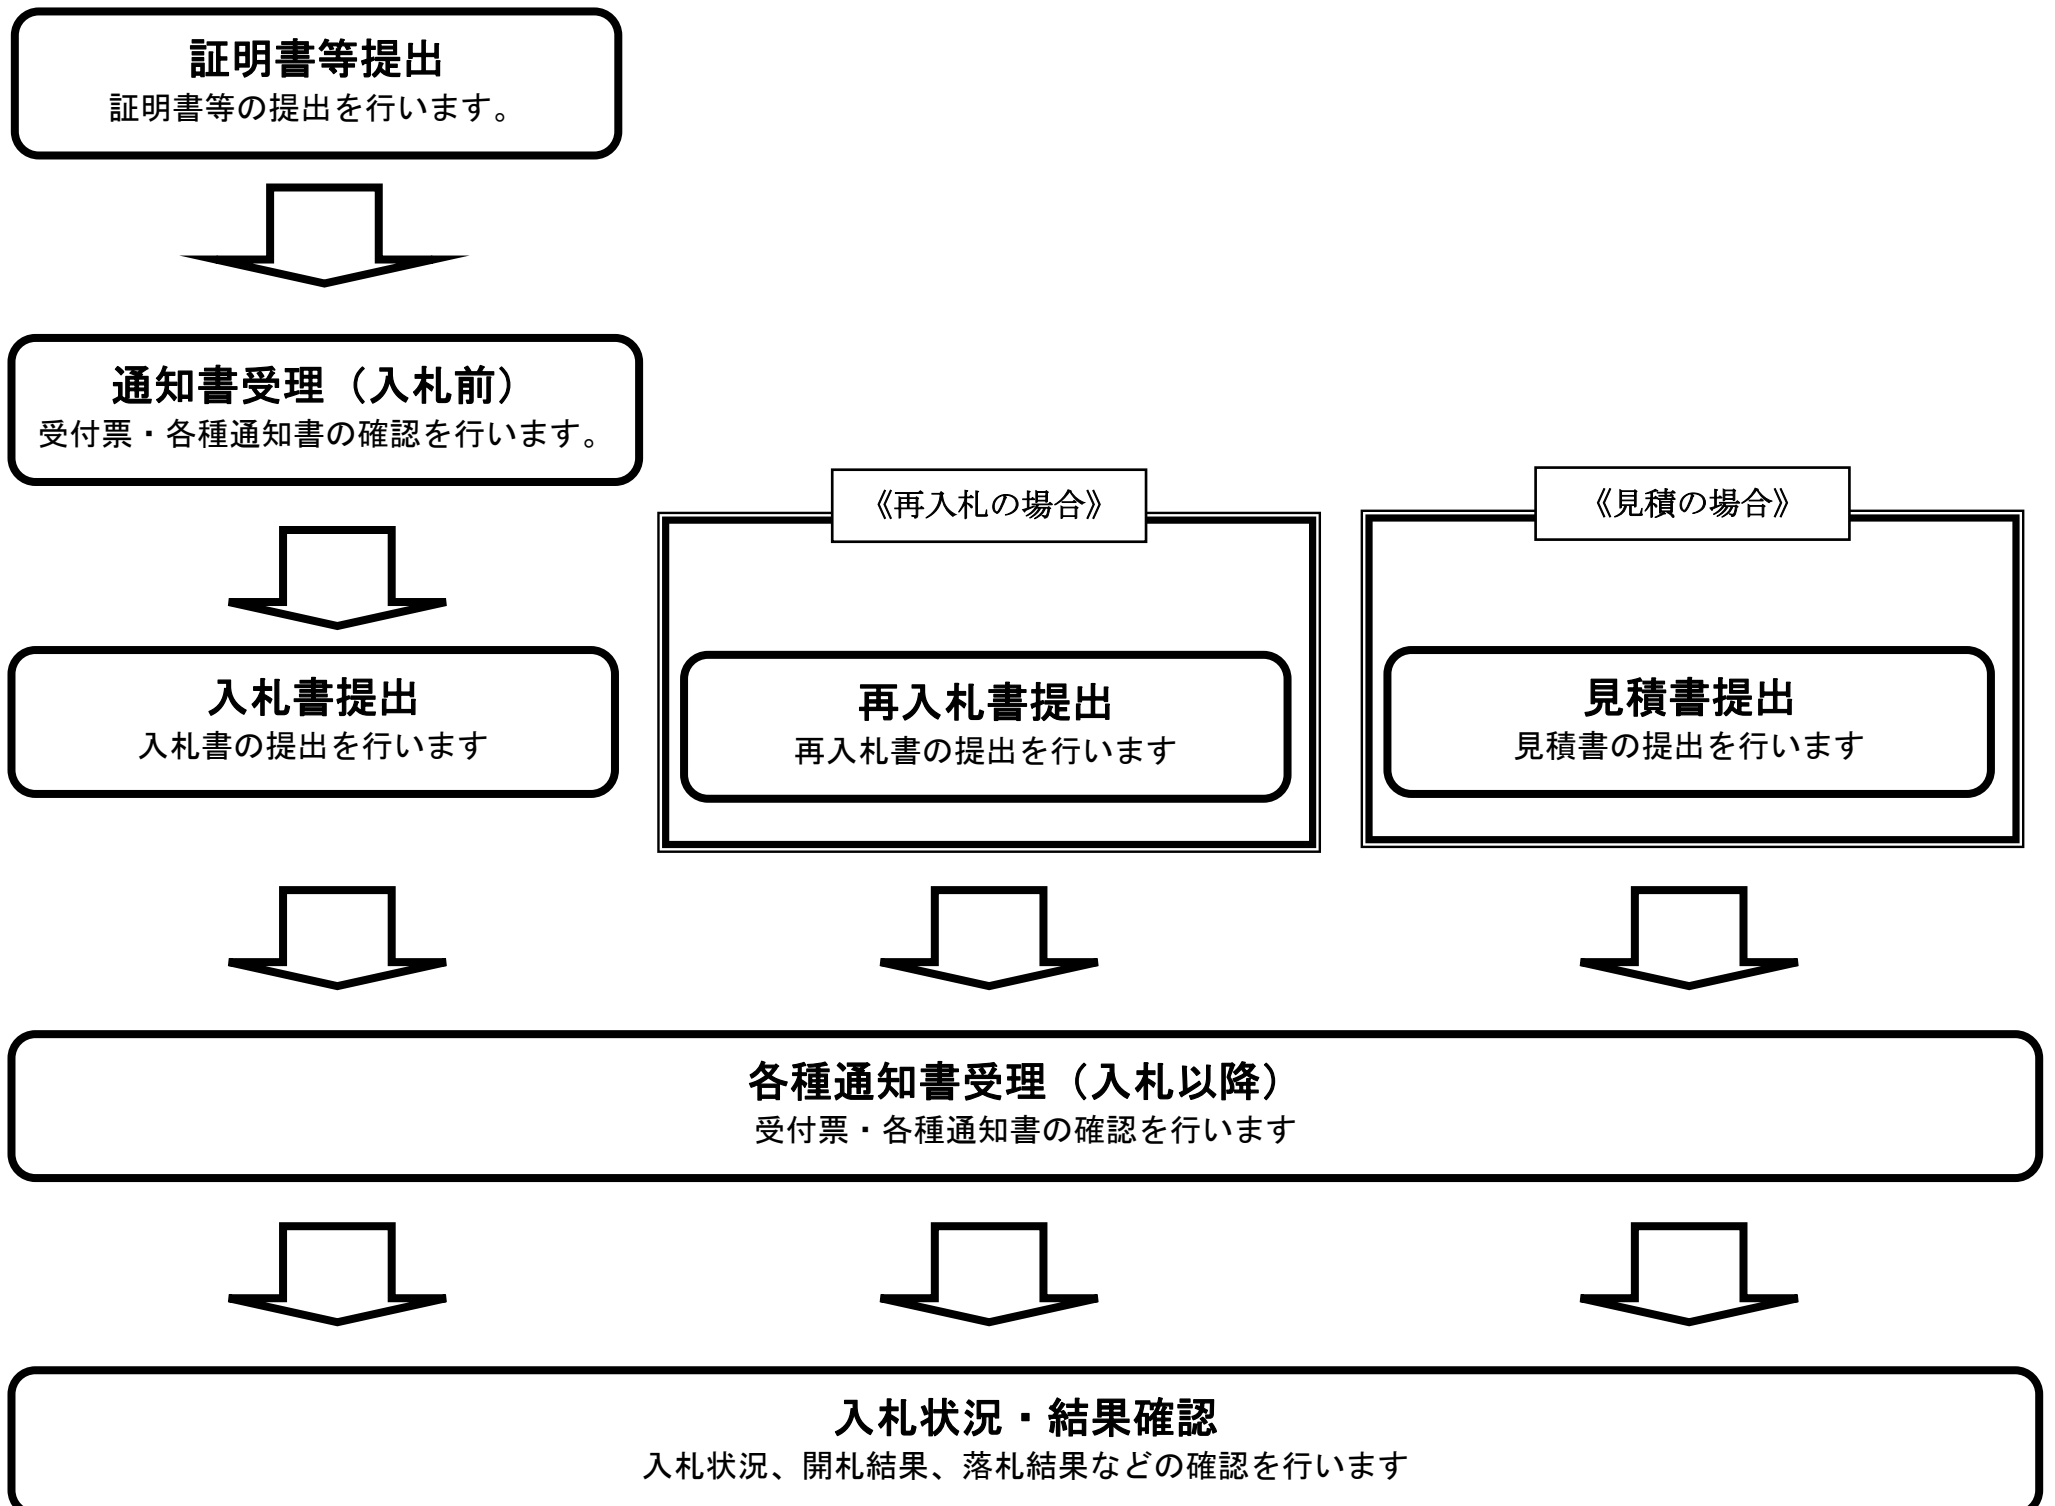 証明書等提出
証明書等の提出を行います。
通知書受理（入札前）
受付票・各種通知書の確認を行います。
入札書提出
入札書の提出を行います
《再入札の場合》
再入札書提出
再入札書の提出を行います
《見積の場合》
見積書提出
見積書の提出を行います
各種通知書受理（入札以降）
受付票・各種通知書の確認を行います
入札状況・結果確認
入札状況、開札結果、落札結果などの確認を行います